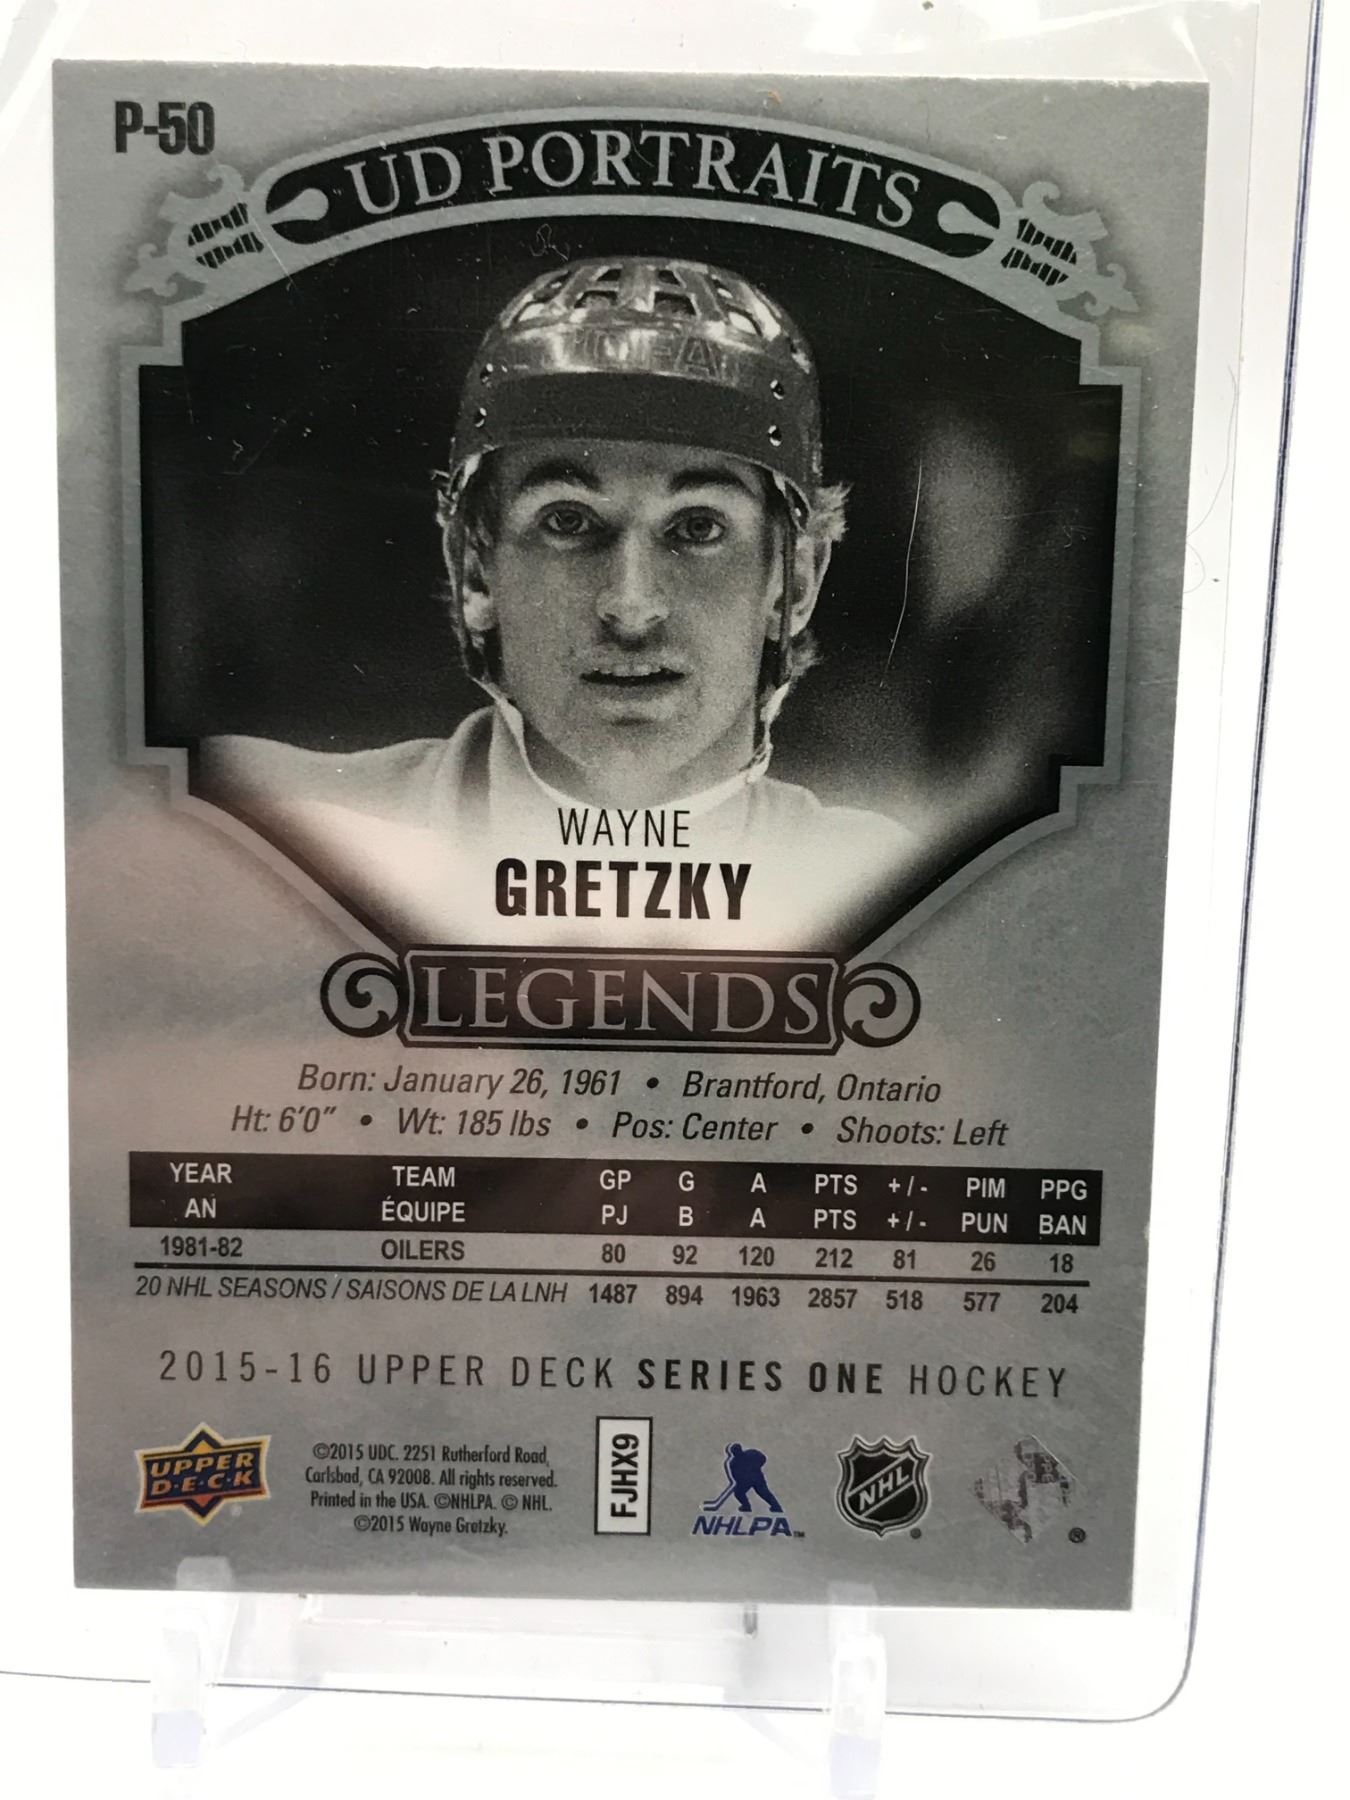 P-50
UD PORTRAITS
WAYNE
GRETZKY
LEGENDS
Born: January 26, 1961 • Brantford, Ontario
Ht: 6'0" • Wt: 185 lbs • Pos: Center • Shoots: Left
YEAR TEAM GP G A PTS +/- PIM PPG
AN ÉQUIPE PJ B A PTS +/- PUN BAN
1981-82 OILERS 80 92 120 212 81 26 18
20 NHL SEASONS / SAISONS DE LA LNH 1487 894 1963 2857 518 577 204
2015-16 UPPER DECK SERIES ONE HOCKEY
UPPER
D·E·C·K
©2015 UDC. 2251 Rutherford Road,
Carlsbad, CA 92008. All rights reserved.
Printed in the USA. ©NHLPA. © NHL.
©2015 Wayne Gretzky.
FJHX9
NHLPA™
NHL
®